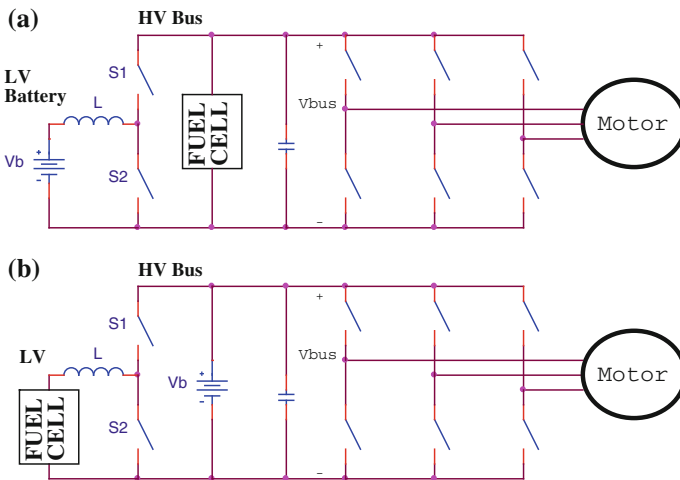 (a)
HV Bus
LV
Battery
S1
L
Vb
+
-
S2
FUEL
CELL
+
Vbus
-
Motor
(b)
HV Bus
LV
S1
L
FUEL
CELL
S2
Vb
+
-
+
Vbus
-
Motor